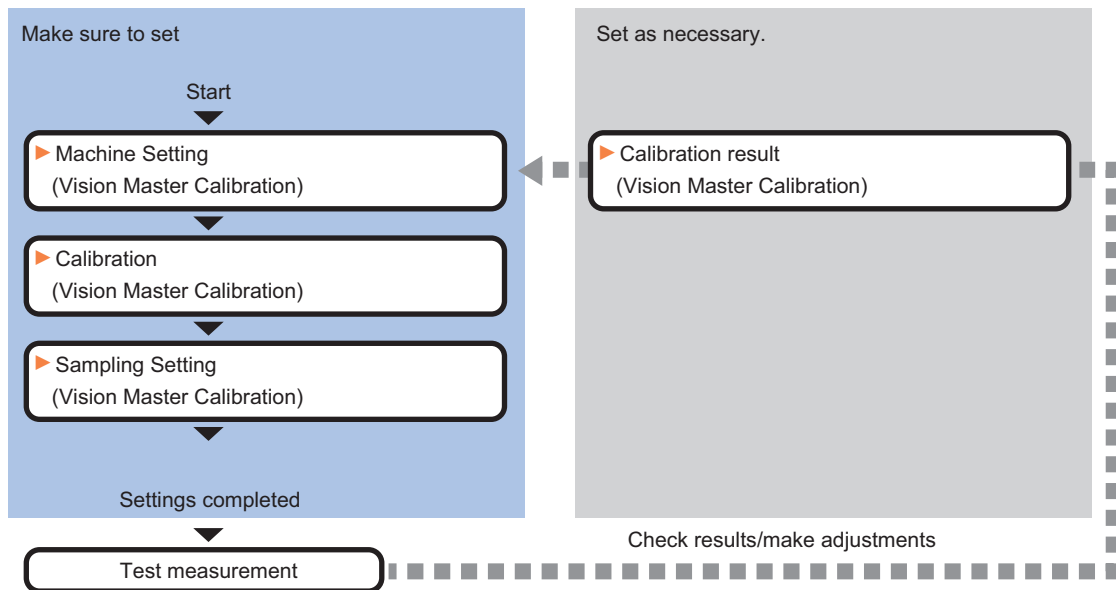 Make sure to set
Start
Machine Setting
(Vision Master Calibration)
Calibration
(Vision Master Calibration)
Sampling Setting
(Vision Master Calibration)
Settings completed
Test measurement
Set as necessary.
Calibration result
(Vision Master Calibration)
Check results/make adjustments